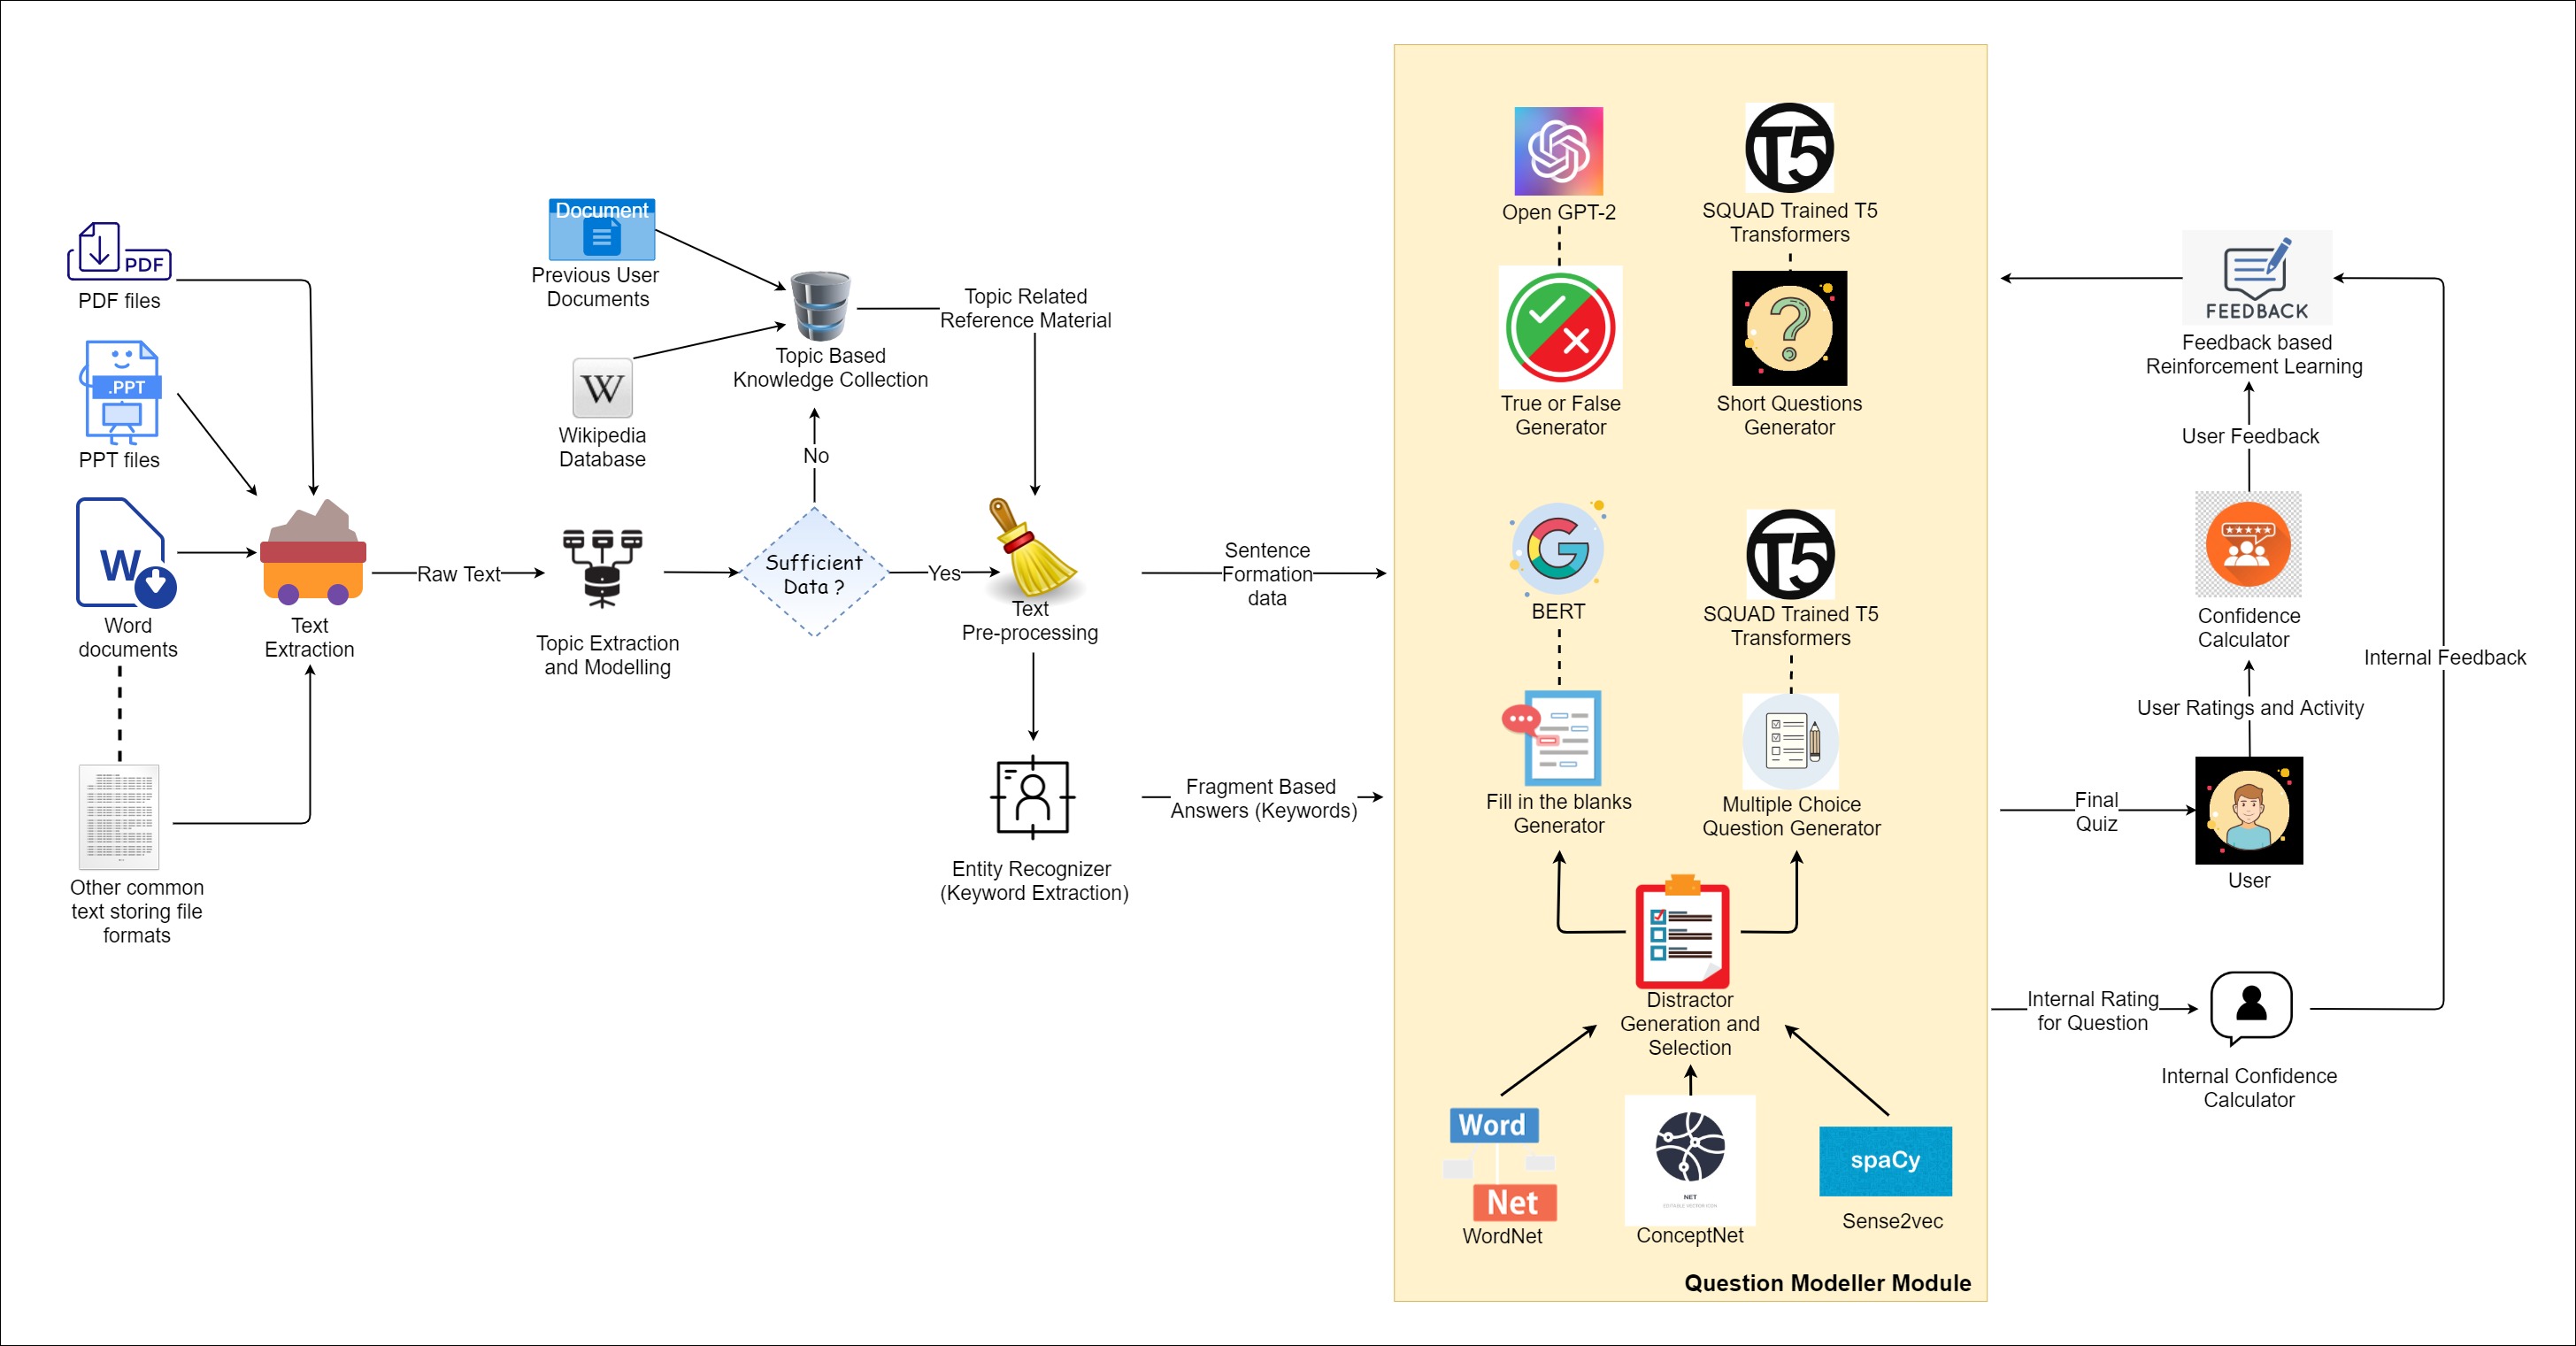 PDF
PDF files
.PPT
PPT files
W
Word
documents
Other common
text storing file
formats
Text
Extraction
Raw Text
Document
Previous User
Documents
W
Wikipedia
Database
Topic Extraction
and Modelling
Topic Based
Knowledge Collection
No
Sufficient
Data ?
Yes
Topic Related
Reference Material
Text
Pre-processing
Entity Recognizer
(Keyword Extraction)
Sentence
Formation
data
Fragment Based
Answers (Keywords)
Open GPT-2
T5
SQUAD Trained T5
Transformers
True or False
Generator
Short Questions
Generator
BERT
T5
SQUAD Trained T5
Transformers
Fill in the blanks
Generator
Multiple Choice
Question Generator
Distractor
Generation and
Selection
Word
Net
WordNet
NET
ConceptNet
spaCy
Sense2vec
Question Modeller Module
FEEDBACK
Feedback based
Reinforcement Learning
User Feedback
Confidence
Calculator
Internal Feedback
User Ratings and Activity
Final
Quiz
User
Internal Rating
for Question
Internal Confidence
Calculator